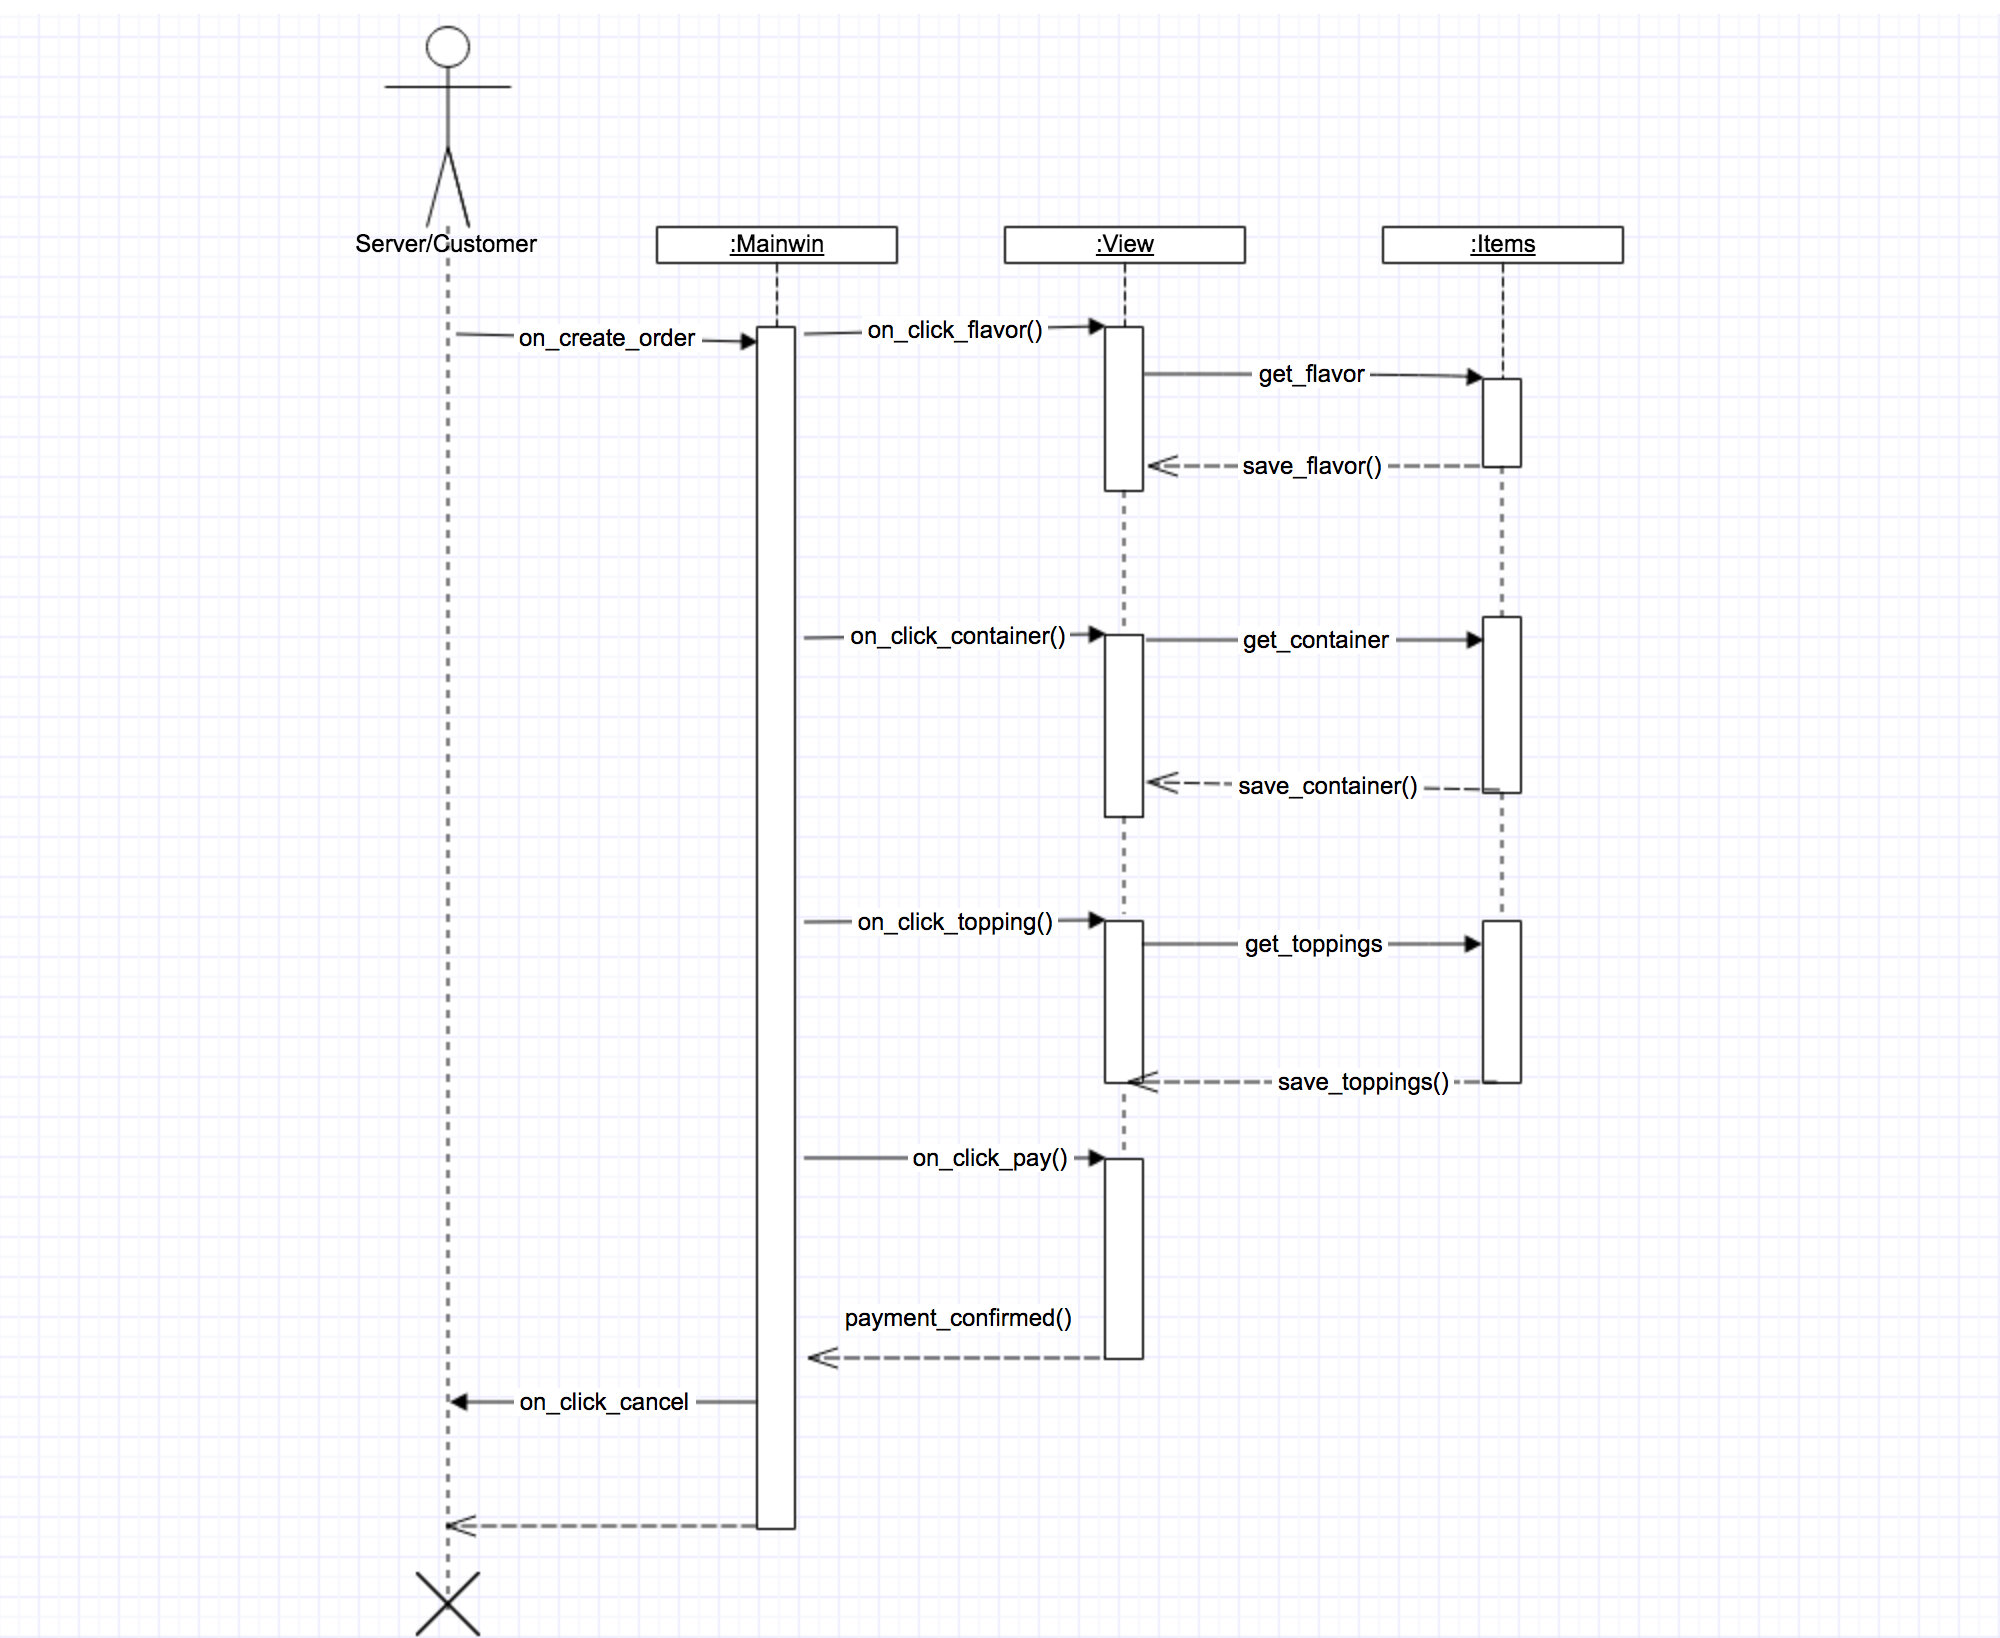 Server/Customer
:Mainwin
:View
:Items
on_create_order
on_click_flavor()
get_flavor
save_flavor()
on_click_container()
get_container
save_container()
on_click_topping()
get_toppings
save_toppings()
on_click_pay()
payment_confirmed()
on_click_cancel